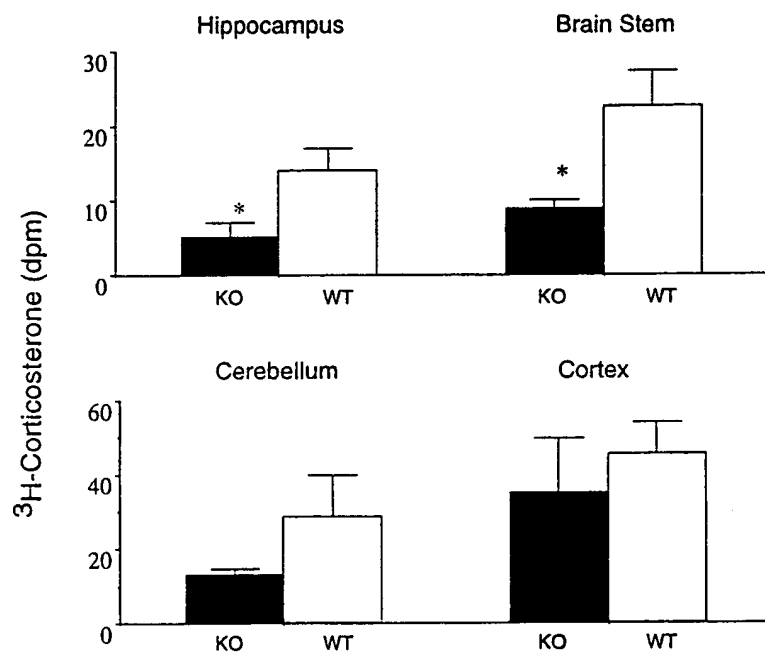 Hippocampus
Brain Stem
30
20
10
0
*
*
KO
WT
KO
WT
³H-Corticosterone (dpm)
Cerebellum
Cortex
60
40
20
0
KO
WT
KO
WT